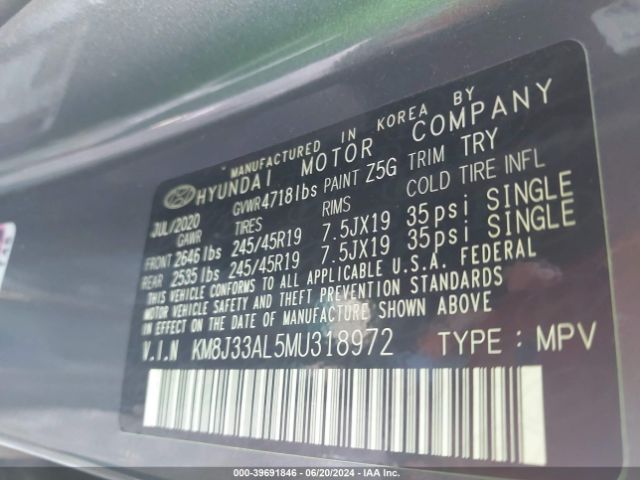 MANUFACTURED IN KOREA BY
HYUNDAI MOTOR COMPANY
JUL/2020 GVWR 4718lbs PAINT Z5G TRIM TRY
GAWR TIRES RIMS COLD TIRE INFL
FRONT 2646 lbs 245/45R19 7.5JX19 35psi SINGLE
REAR 2535 lbs 245/45R19 7.5JX19 35psi SINGLE
THIS VEHICLE CONFORMS TO ALL APPLICABLE U.S.A. FEDERAL
MOTOR VEHICLE SAFETY AND THEFT PREVENTION STANDARDS
IN EFFECT ON THE DATE OF MANUFACTURE SHOWN ABOVE
V.I.N KM8J33AL5MU318972 TYPE : MPV
000-39691846 - 06/20/2024 - IAA Inc.